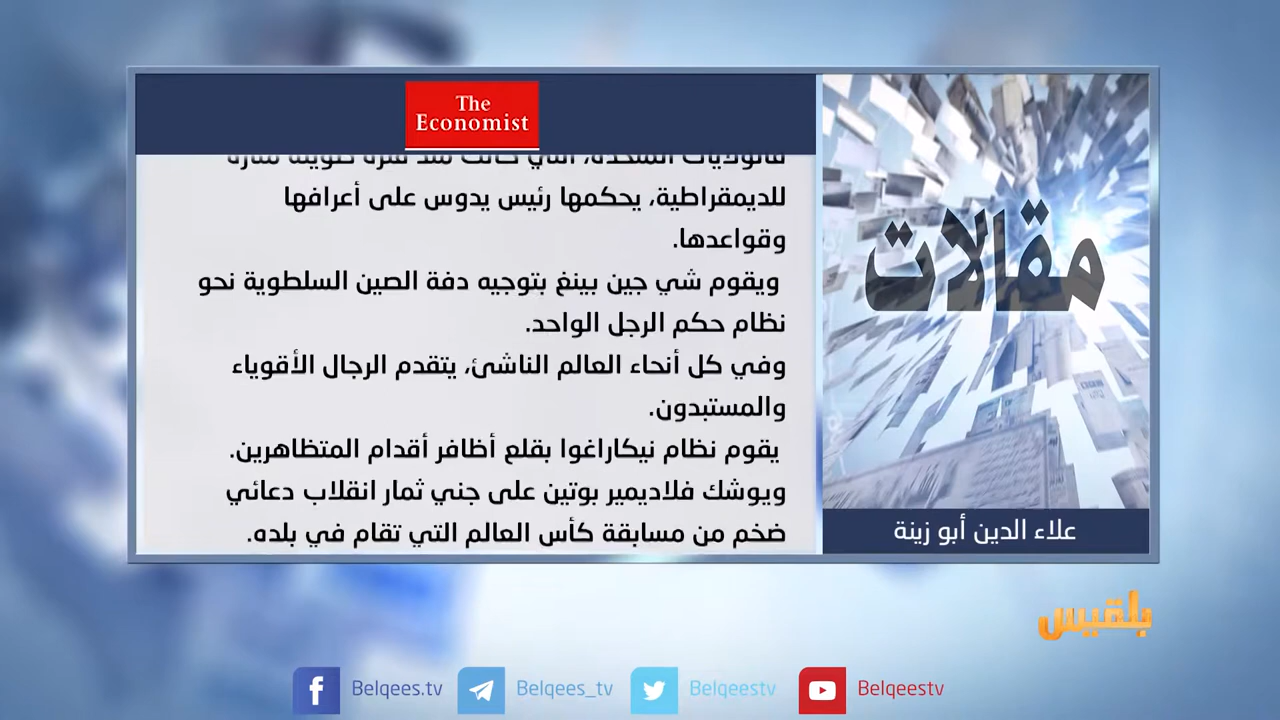 The
Economist
للديمقراطية، يحكمها رئيس يدوس على أعرافها
وقواعدها.
ويقوم شي جين بينغ بتوجيه دفة الصين السلطوية نحو
نظام حكم الرجل الواحد.
وفي كل أنحاء العالم الناشئ، يتقدم الرجال الأقوياء
والمستبدون.
يقوم نظام نيكاراغوا بقلع أظافر أقدام المتظاهرين.
ويوشك فلاديمير بوتين على جني ثمار انقلاب دعائي
ضخم من مسابقة كأس العالم التي تقام في بلده.
مقالات
علاء الدين أبو زينة
بلقيس
Belqees.tv
Belqees_tv
Belqeestv
Belqeestv